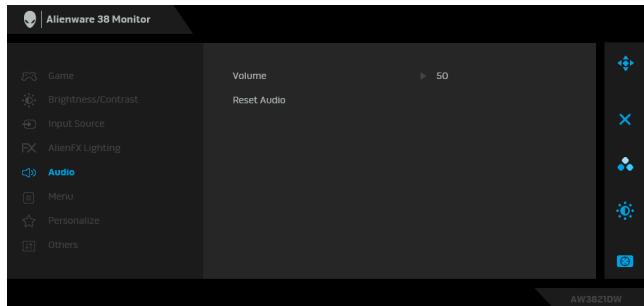 Alienware 38 Monitor
Game
Volume 50
Brightness/Contrast
Reset Audio
Input Source
AlienFX Lighting
Audio
Menu
Personalize
Others
AW3821DW